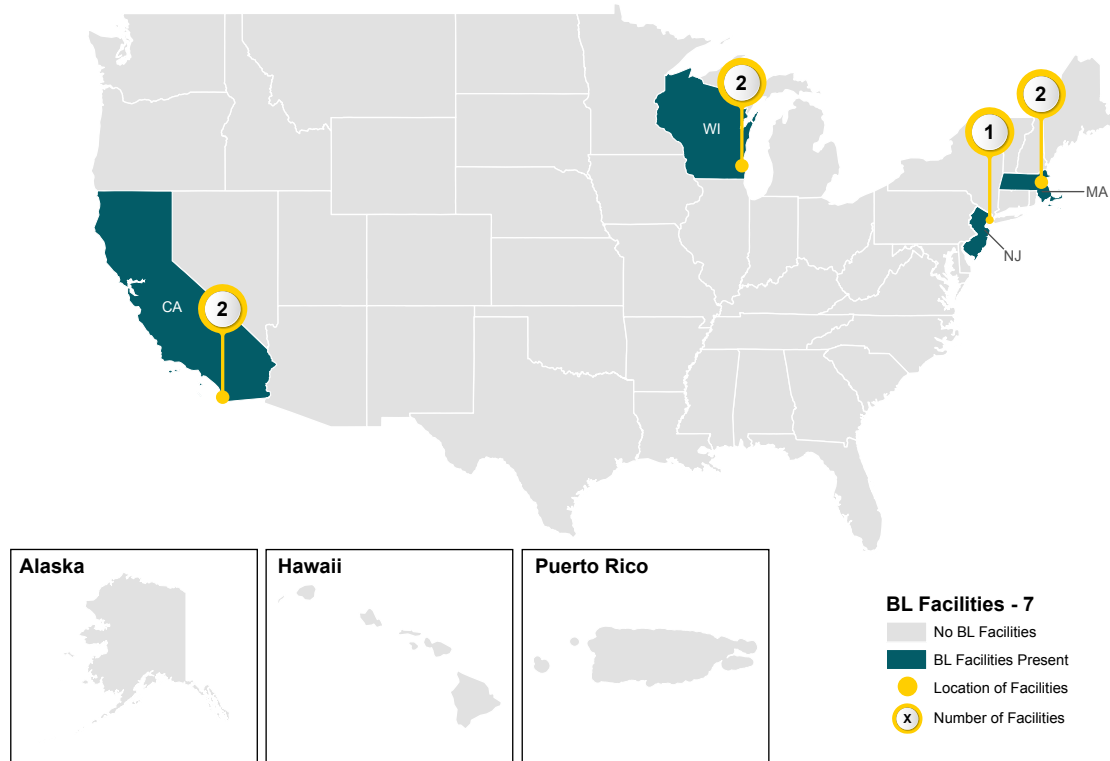 2
2
1
WI
MA
NJ
2
CA
Alaska
Hawaii
Puerto Rico
BL Facilities - 7
No BL Facilities
BL Facilities Present
Location of Facilities
X Number of Facilities